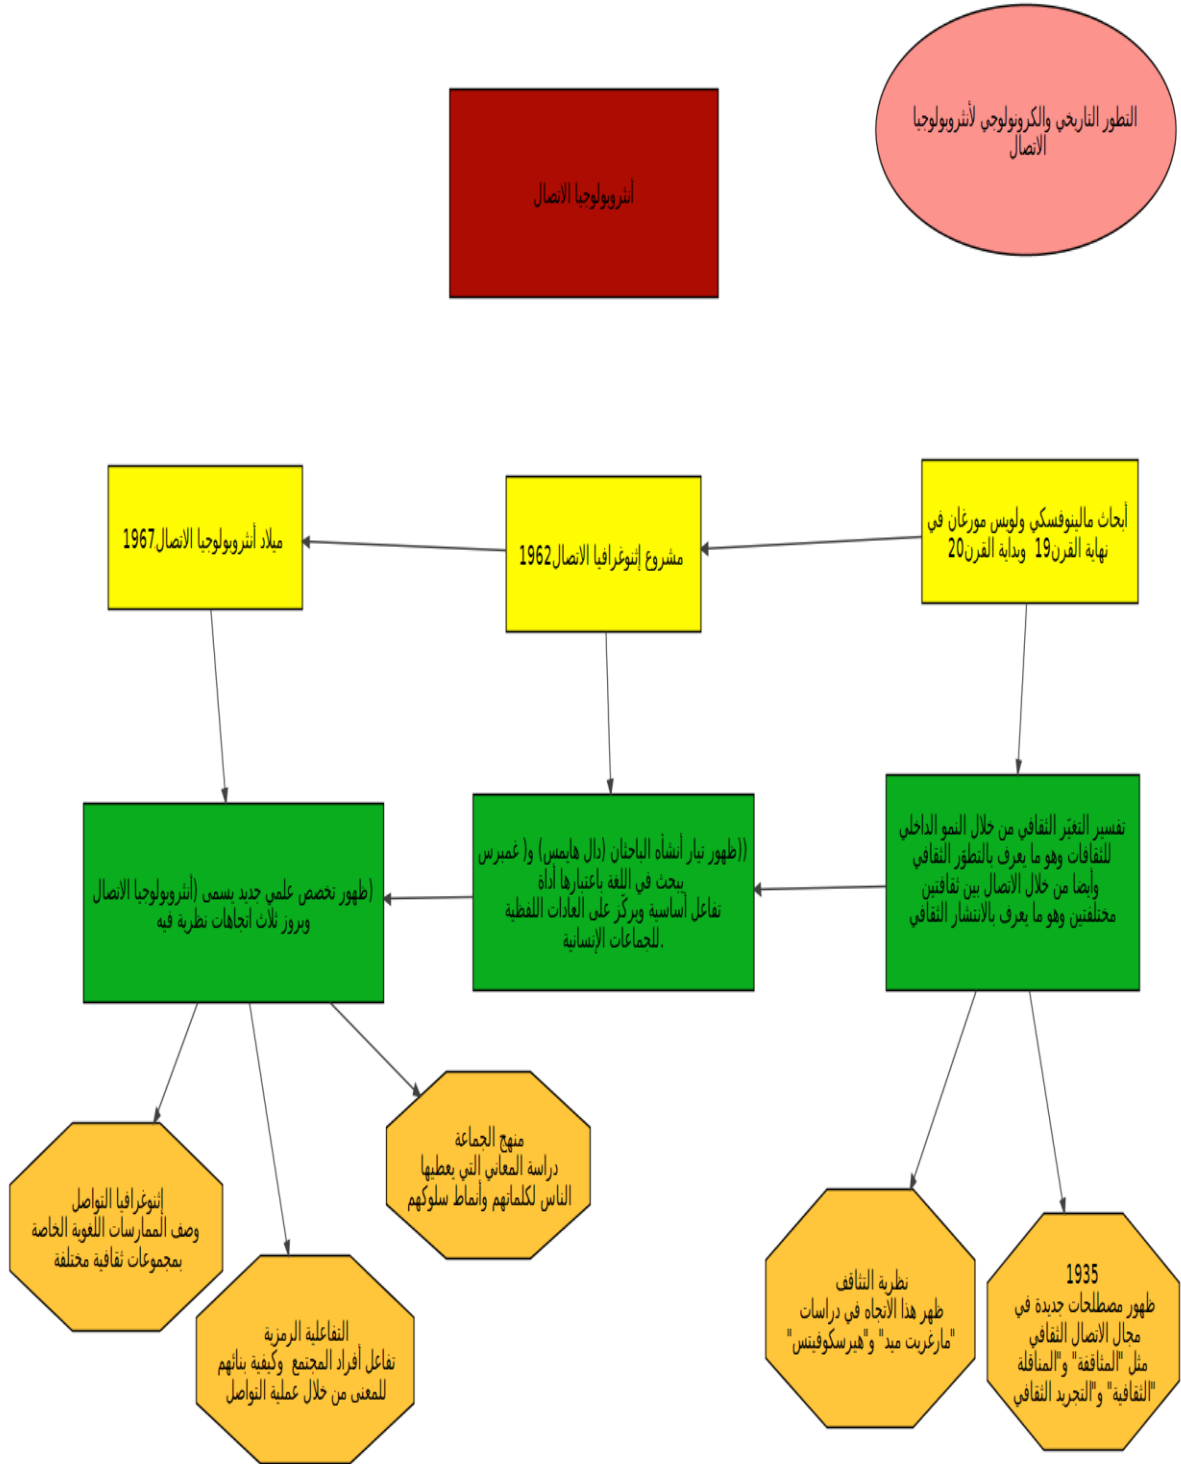 التطور التاريخي والكرونولوجي لأنثروبولوجيا
الاتصال
أنثروبولوجيا الاتصال
أبحاث مالينوفسكي ولويس مورغان في
نهاية القرن19 وبداية القرن20
مشروع إثنوغرافيا الاتصال1962
ميلاد أنثروبولوجيا الاتصال1967
تفسير التغيّر الثقافي من خلال النمو الداخلي
للثقافات وهو ما يعرف بالتطوّر الثقافي
وأيضا من خلال الاتصال بين ثقافتين
مختلفتين وهو ما يعرف بالانتشار الثقافي
((ظهور تيار أنشأه الباحثان (دال هايمس) و( غمبرس
يبحث في اللّغة باعتبارها أداة
تفاعل أساسية ويركّز على العادات اللفظية
.للجماعات الإنسانية
(ظهور تخصص علمي جديد يسمى (أنثروبولوجيا الاتصال
وبروز ثلاث اتجاهات نظرية فيه
منهج الجماعة
دراسة المعاني التي يعطيها
الناس لكلماتهم وأنماط سلوكهم
إثنوغرافيا التواصل
وصف الممارسات اللغوية الخاصة
بمجموعات ثقافية مختلفة
التفاعلية الرمزية
تفاعل أفراد المجتمع وكيفية بنائهم
للمعنى من خلال عملية التواصل
1935
ظهور مصطلحات جديدة في
مجال الاتصال الثقافي
مثل "المثاقفة" و"المناقلة
"الثقافية" و"التجريد الثقافي
نظرية التثاقف
ظهر هذا الاتجاه في دراسات
"مارغريت ميد" و"هيرسكوفيتس"